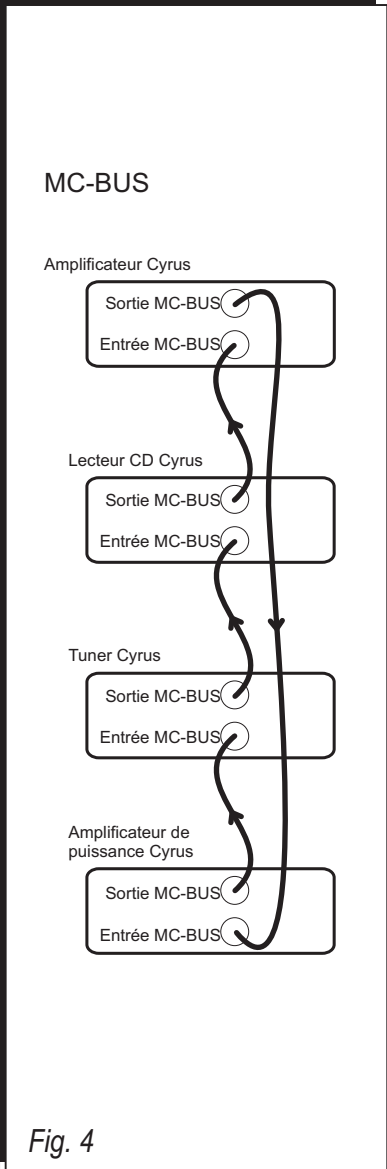 MC-BUS
Amplificateur Cyrus
Sortie MC-BUS
Entrée MC-BUS
Lecteur CD Cyrus
Sortie MC-BUS
Entrée MC-BUS
Tuner Cyrus
Sortie MC-BUS
Entrée MC-BUS
Amplificateur de
puissance Cyrus
Sortie MC-BUS
Entrée MC-BUS
Fig. 4